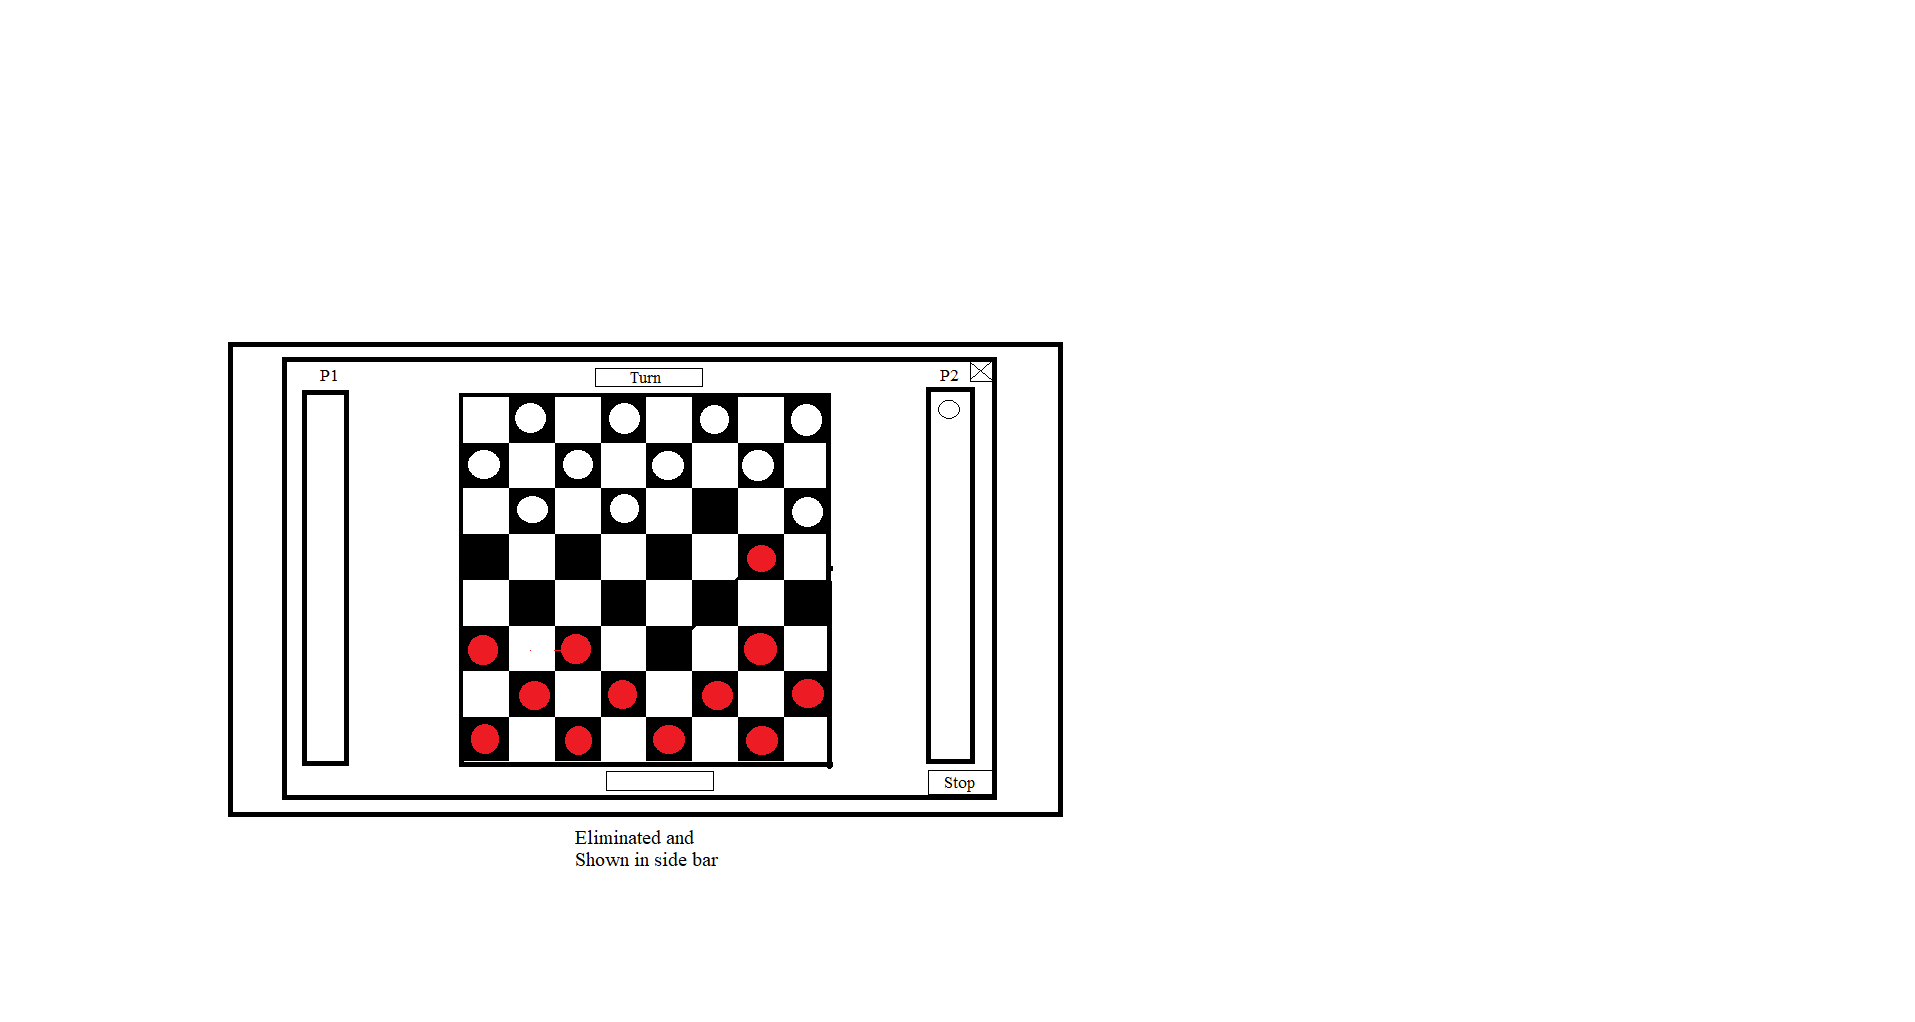 P1
Turn
P2
Stop
Eliminated and
Shown in side bar